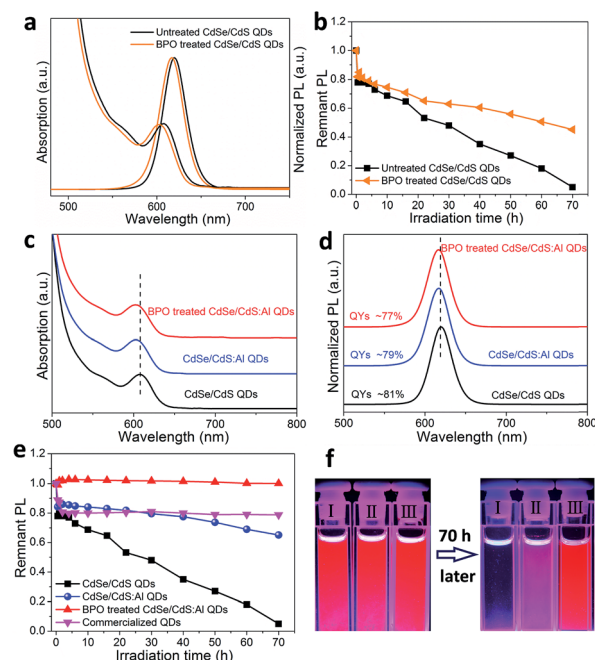 a
Untreated CdSe/CdS QDs
BPO treated CdSe/CdS QDs
Absorption (a.u.)
Normalized PL (a.u.)
500 600 700
Wavelength (nm)
b
1.2
1.0
0.8
0.6
0.4
0.2
0.0
Remnant PL
Untreated CdSe/CdS QDs
BPO treated CdSe/CdS QDs
0 10 20 30 40 50 60 70
Irradiation time (h)
c
Absorption (a.u.)
BPO treated CdSe/CdS:Al QDs
CdSe/CdS:Al QDs
CdSe/CdS QDs
500 600 700 800
Wavelength (nm)
d
Normalized PL (a.u.)
BPO treated CdSe/CdS:Al QDs
QYs ~77%
QYs ~79% CdSe/CdS:Al QDs
QYs ~81% CdSe/CdS QDs
500 600 700 800
Wavelength (nm)
e
1.2
1.0
0.8
0.6
0.4
0.2
0.0
Remnant PL
CdSe/CdS QDs
CdSe/CdS:Al QDs
BPO treated CdSe/CdS:Al QDs
Commercialized QDs
0 10 20 30 40 50 60 70
Irradiation time (h)
f
I II III
70 h
later
I II III